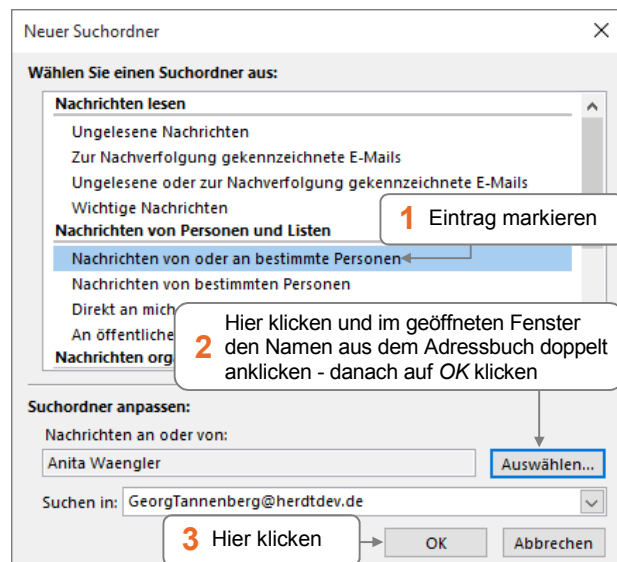 Neuer Suchordner
Wählen Sie einen Suchordner aus:
Nachrichten lesen
Ungelesene Nachrichten
Zur Nachverfolgung gekennzeichnete E-Mails
Ungelesene oder zur Nachverfolgung gekennzeichnete E-Mails
Wichtige Nachrichten
1 Eintrag markieren
Nachrichten von Personen und Listen
Nachrichten von oder an bestimmte Personen
Nachrichten von bestimmten Personen
Direkt an mich
An öffentliche
Nachrichten org
2 Hier klicken und im geöffneten Fenster
den Namen aus dem Adressbuch doppelt
anklicken - danach auf OK klicken
Suchordner anpassen:
Nachrichten an oder von:
Anita Waengler Auswählen...
Suchen in: GeorgTannenberg@herdtdev.de
3 Hier klicken OK Abbrechen